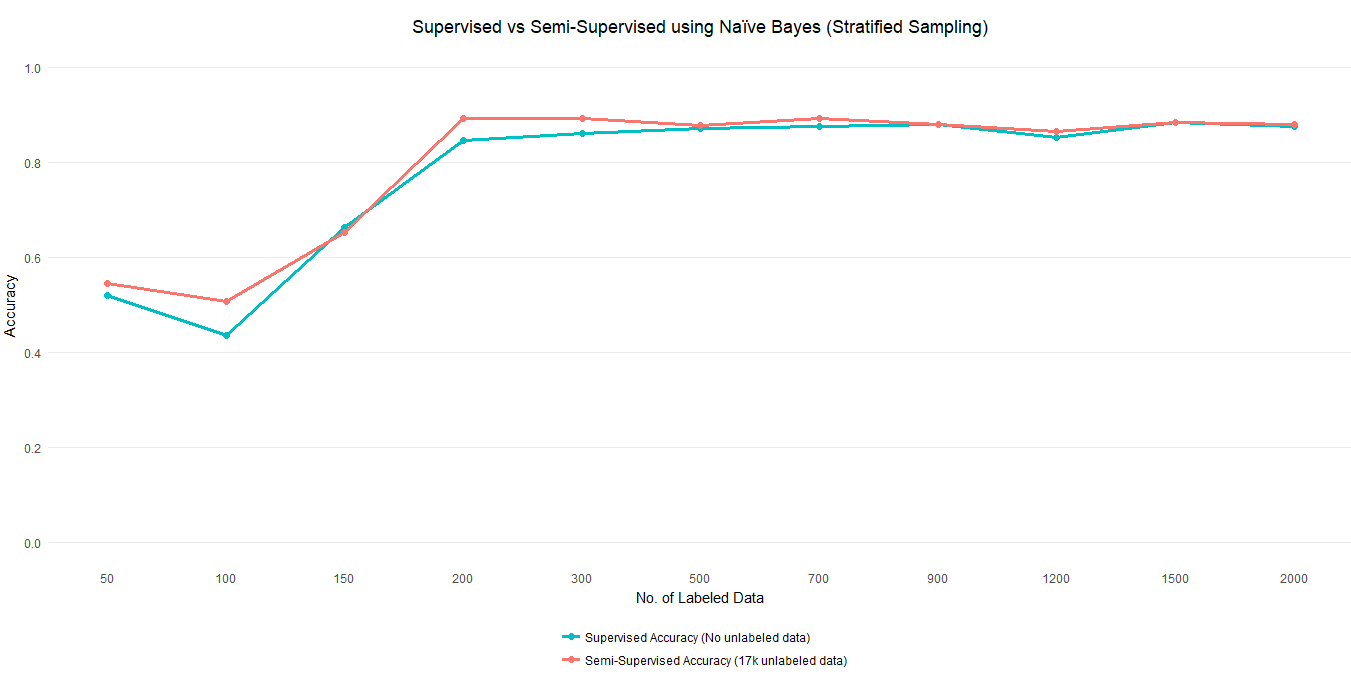 Supervised vs Semi-Supervised using Naïve Bayes (Stratified Sampling)
1.0
0.8
0.6
0.4
0.2
0.0
Accuracy
50 100 150 200 300 500 700 900 1200 1500 2000
No. of Labeled Data
Supervised Accuracy (No unlabeled data)
Semi-Supervised Accuracy (17k unlabeled data)